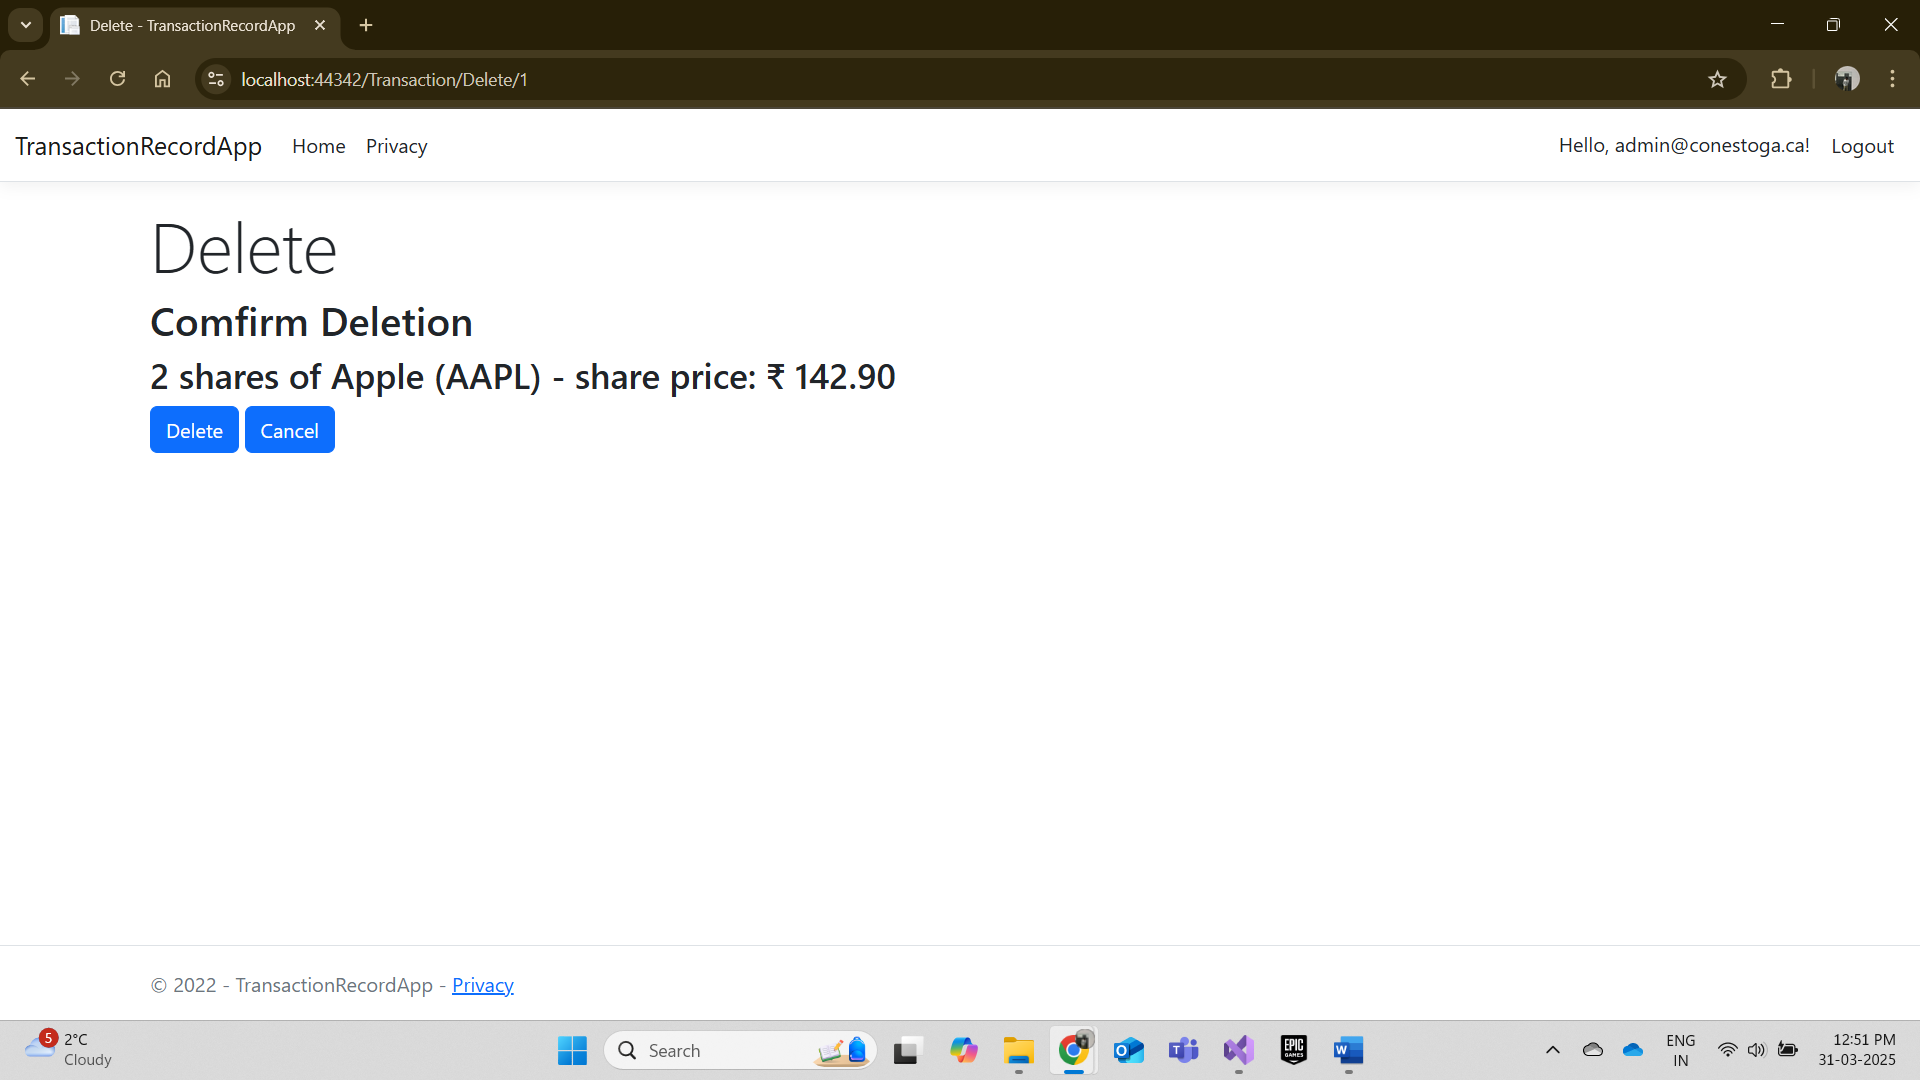 Delete - TransactionRecordApp
localhost:44342/Transaction/Delete/1
TransactionRecordApp Home Privacy Hello, admin@conestoga.ca! Logout
Delete
Comfirm Deletion
2 shares of Apple (AAPL) - share price: ₹ 142.90
Delete Cancel
© 2022 - TransactionRecordApp - Privacy
5 2°C
Cloudy
Search
EPIC GAMES
ENG
IN
12:51 PM
31-03-2025